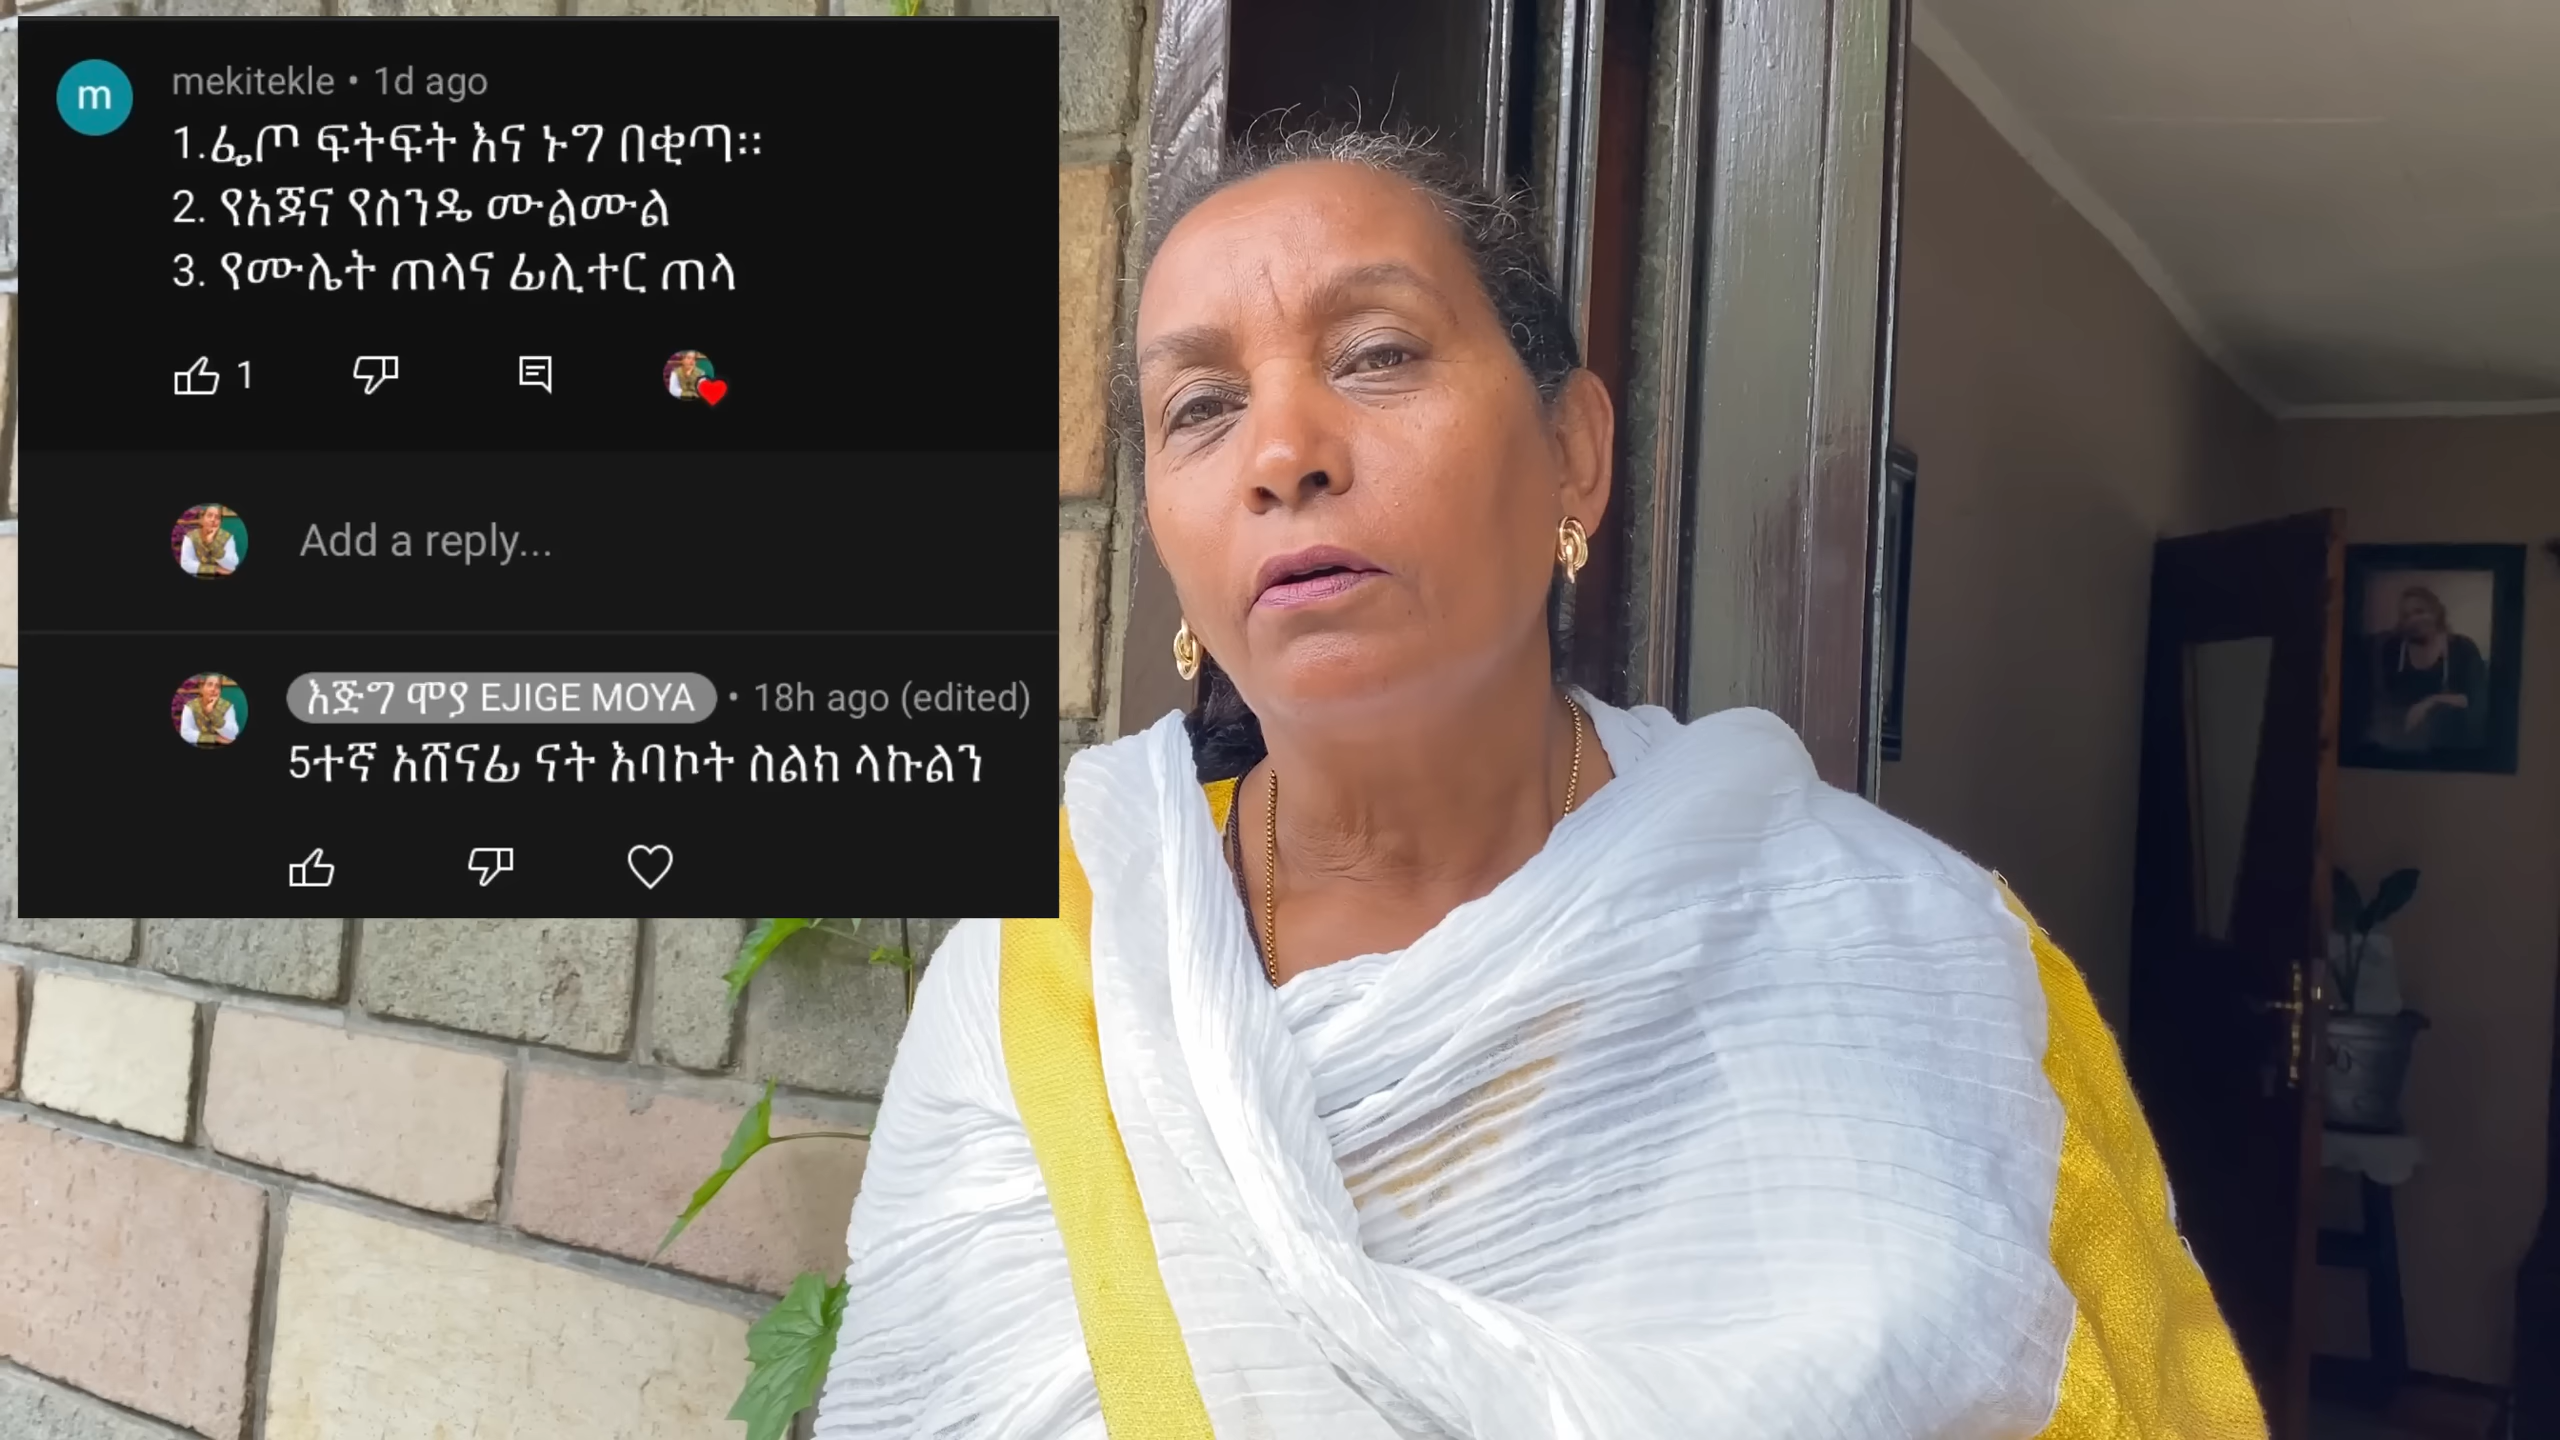 m
mekitekle • 1d ago
1.ፌጦ ፍትፍት እና ኑግ በቂጣ።
2. የአጃና የስንዴ ሙልሙል
3. የሙሌት ጠላና ፊሊተር ጠላ
1
Add a reply...
እጅግ ሞያ EJIGE MOYA • 18h ago (edited)
5ተኛ አሸናፊ ናት እባኮት ስልክ ላኩልን